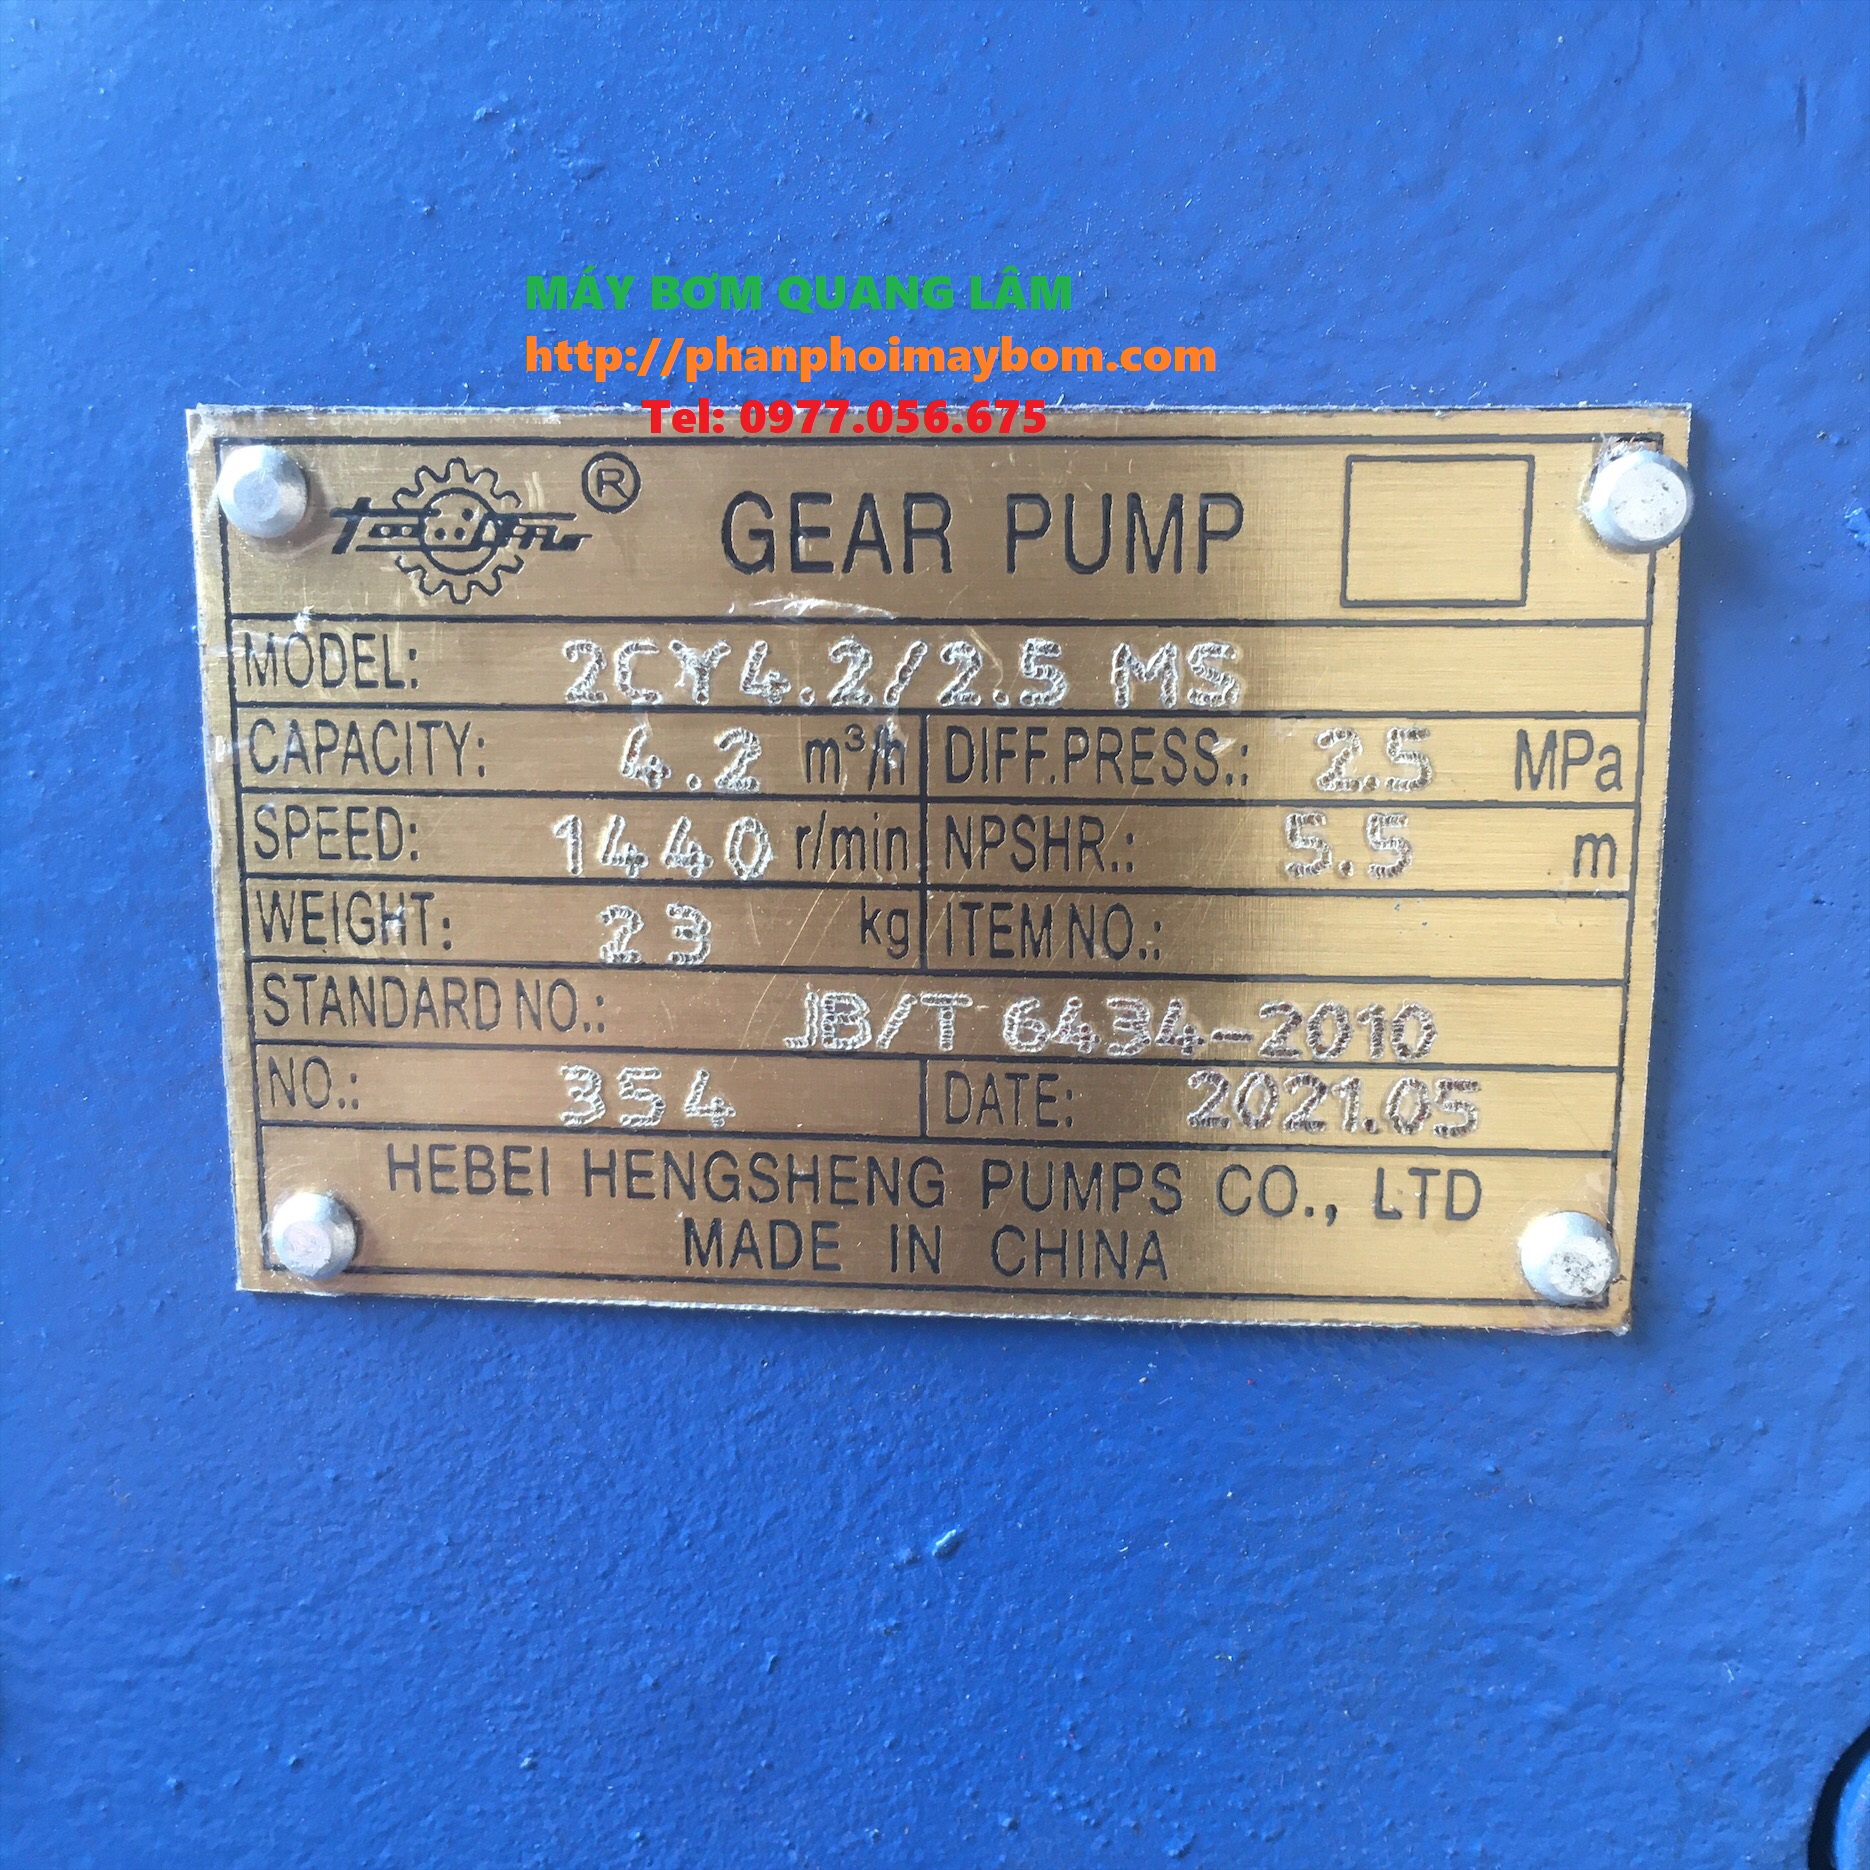 MÁY BƠM QUANG LÂM
http://phanphoimaybom.com
Tel: 0977.056.675
® GEAR PUMP
MODEL: 2CY4.2/2.5 MS
CAPACITY: 4.2 m³/h DIFF.PRESS.: 2.5 MPa
SPEED: 1440 r/min NPSHR.: 5.5 m
WEIGHT: 23 kg ITEM NO.:
STANDARD NO.: JB/T 6434-2010
NO.: 354 DATE: 2021.05
HEBEI HENGSHENG PUMPS CO., LTD
MADE IN CHINA